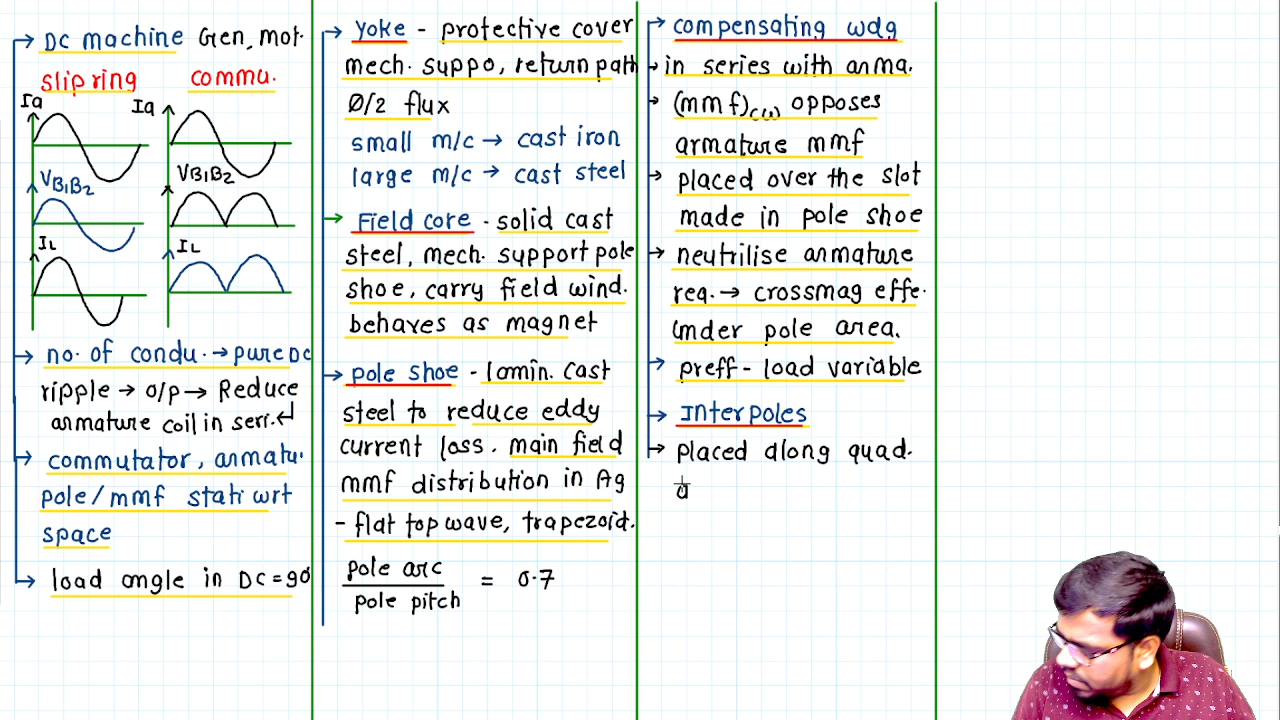 DC machine Gen, mot.
slip ring commu.
Ia Ia
VB1B2 VB1B2
IL IL
no. of condu. → pure DC
ripple → o/p → Reduce
armature coil in seri.
commutator, armatu.
pole/mmf stati wrt
space
load angle in DC = 90°
Yoke - protective cover
mech. suppo, return path
Ø/2 flux
small m/c → cast iron
large m/c → cast steel
Field core - solid cast
steel, mech. support pole
shoe, carry field wind.
behaves as magnet
pole shoe - lamin. cast
steel to reduce eddy
current loss. main field
mmf distribution in Ag
- flat top wave, trapezoid.
pole arc
pole pitch = 0.7
compensating wdg
in series with arma.
(mmf)cw opposes
armature mmf
placed over the slot
made in pole shoe
neutrilise armature
req. → crossmag effe.
under pole area.
preff - load variable
Interpoles
placed along quad.
a